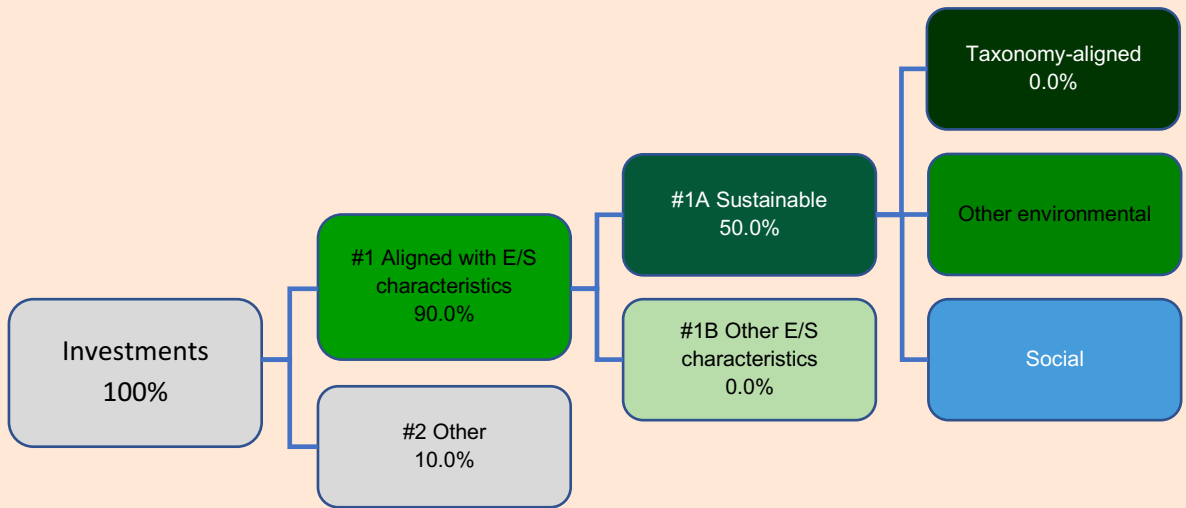 Investments
100%
#1 Aligned with E/S
characteristics
90.0%
#2 Other
10.0%
#1A Sustainable
50.0%
#1B Other E/S
characteristics
0.0%
Taxonomy-aligned
0.0%
Other environmental
Social